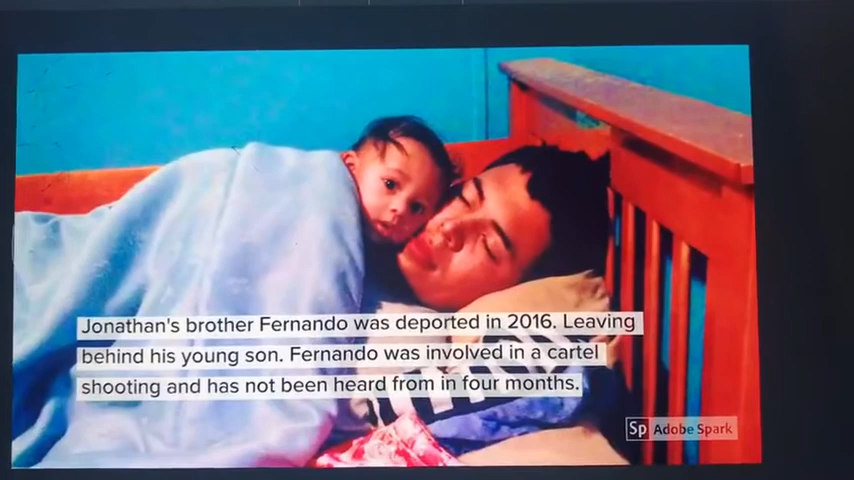 Jonathan's brother Fernando was deported in 2016. Leaving
behind his young son. Fernando was involved in a cartel
shooting and has not been heard from in four months.
Sp Adobe Spark